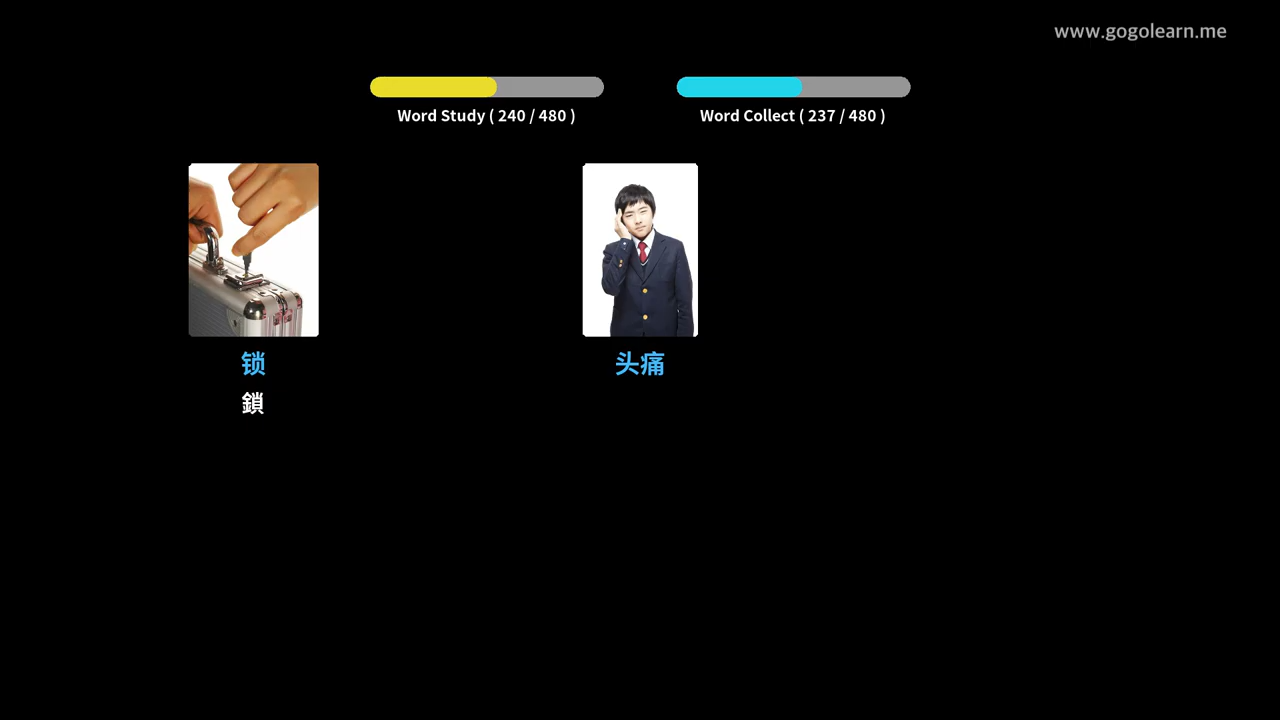 www.gogolearn.me
Word Study ( 240 / 480 )
Word Collect ( 237 / 480 )
锁
鎖
头痛